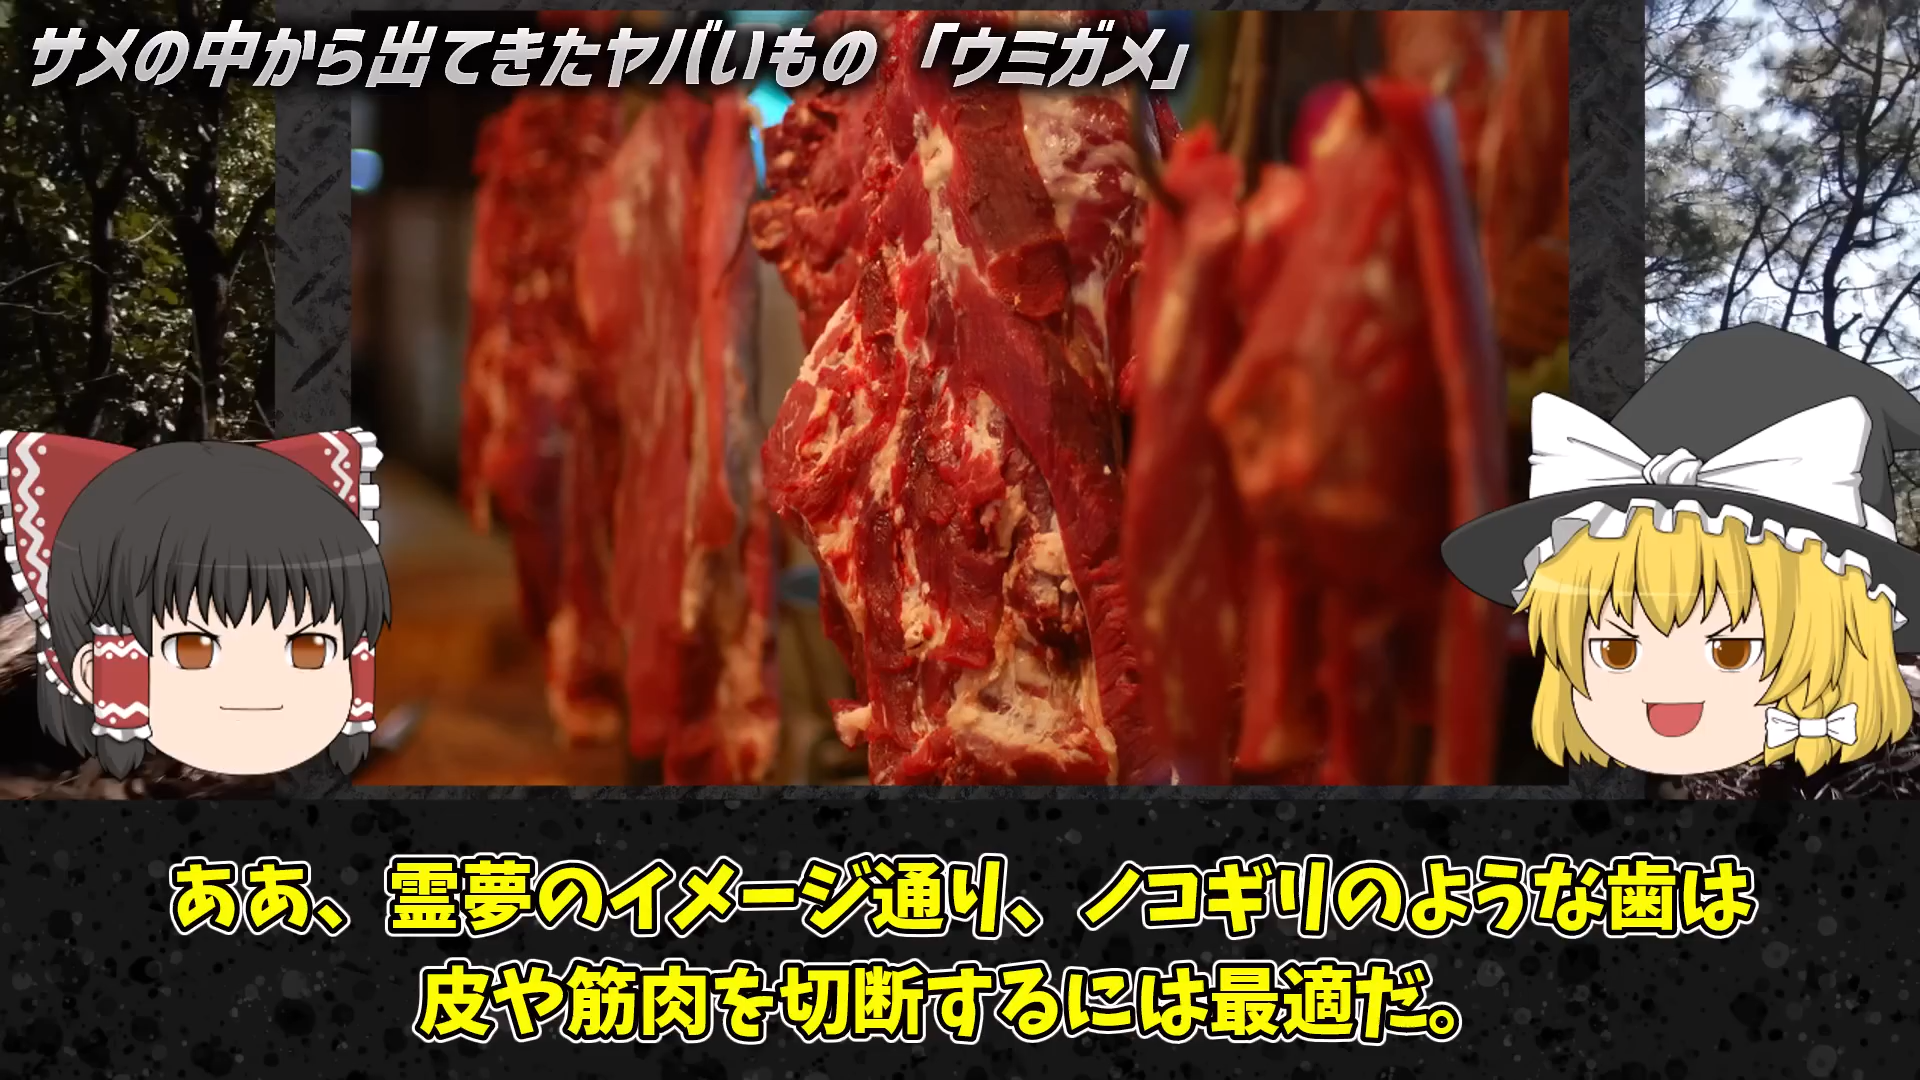 サメの中から出てきたヤバいもの「ウミガメ」
ああ、霊夢のイメージ通り、ノコギリのような歯は
皮や筋肉を切断するには最適だ。